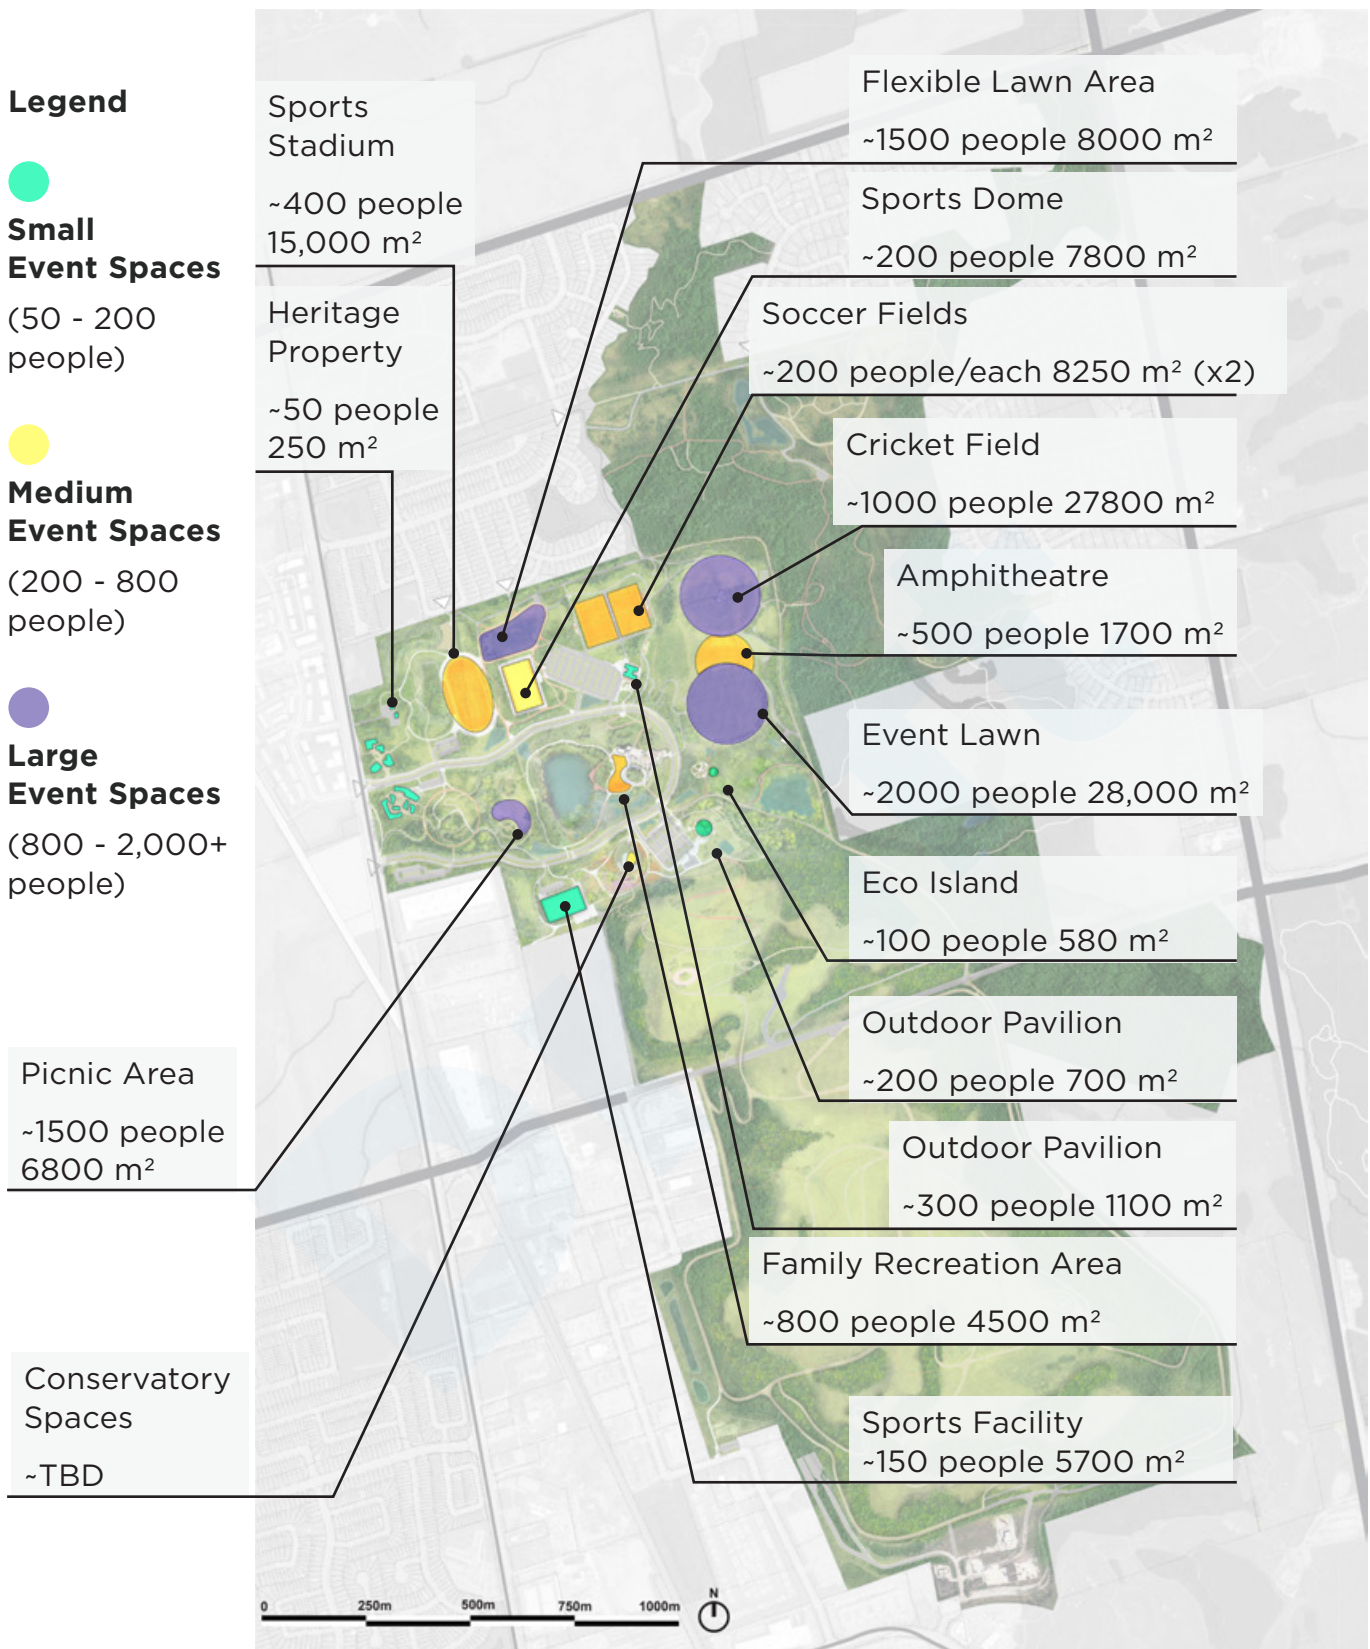 Legend
Small
Event Spaces
(50 - 200
people)
Medium
Event Spaces
(200 - 800
people)
Large
Event Spaces
(800 - 2,000+
people)
Sports
Stadium
~400 people
15,000 m²
Heritage
Property
~50 people
250 m²
Picnic Area
~1500 people
6800 m²
Conservatory
Spaces
~TBD
Flexible Lawn Area
~1500 people 8000 m²
Sports Dome
~200 people 7800 m²
Soccer Fields
~200 people/each 8250 m² (x2)
Cricket Field
~1000 people 27800 m²
Amphitheatre
~500 people 1700 m²
Event Lawn
~2000 people 28,000 m²
Eco Island
~100 people 580 m²
Outdoor Pavilion
~200 people 700 m²
Outdoor Pavilion
~300 people 1100 m²
Family Recreation Area
~800 people 4500 m²
Sports Facility
~150 people 5700 m²
0 250m 500m 750m 1000m
N